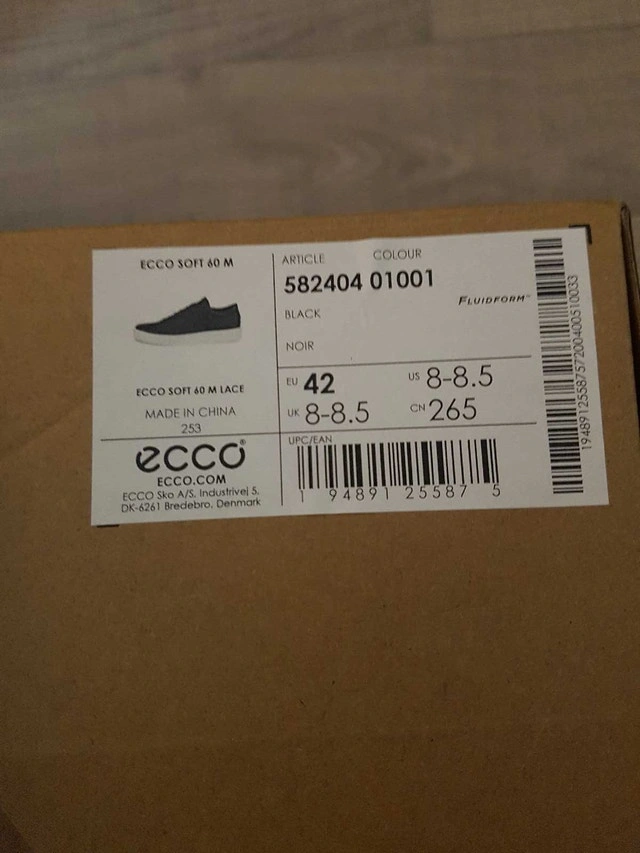 ECCO SOFT 60 M
ECCO SOFT 60 M LACE
MADE IN CHINA
253
ecco®
ECCO.COM
ECCO Sko A/S. Industrivej 5.
DK-6261 Bredebro. Denmark
ARTICLE COLOUR
582404 01001
FLUIDFORM™
BLACK
NOIR
EU 42 US 8-8.5
UK 8-8.5 CN 265
UPC/EAN
1 94891 25587 5
1948912558757200400510033